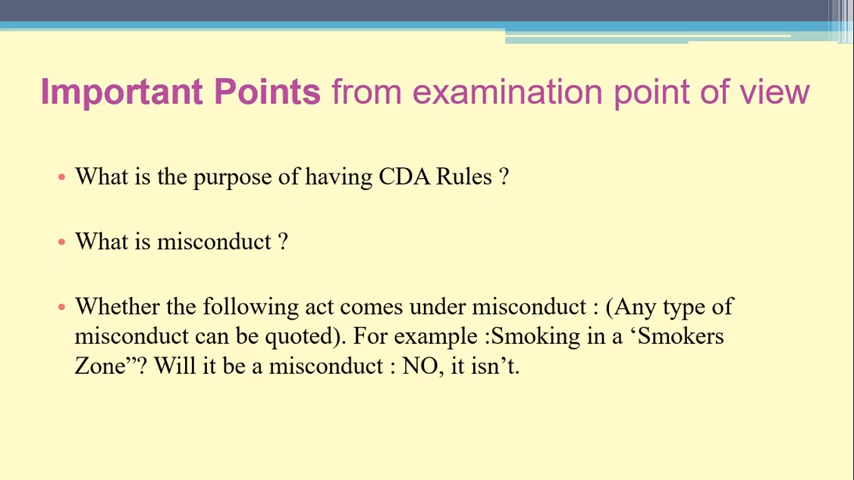 Important Points from examination point of view
• What is the purpose of having CDA Rules ?
• What is misconduct ?
• Whether the following act comes under misconduct : (Any type of
misconduct can be quoted). For example :Smoking in a ‘Smokers
Zone”? Will it be a misconduct : NO, it isn’t.